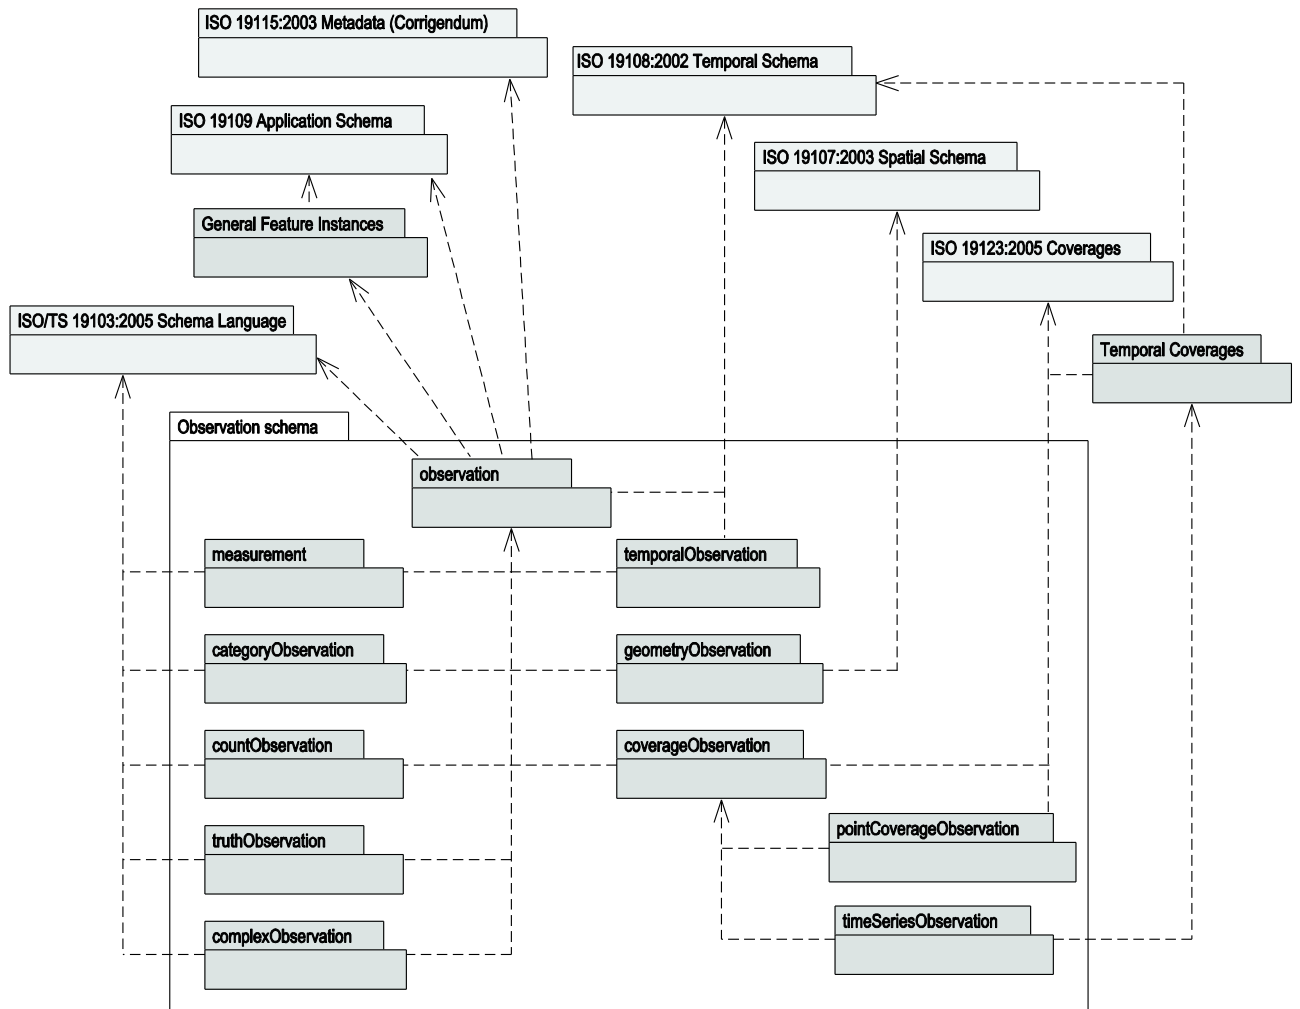 ISO 19115:2003 Metadata (Corrigendum)
ISO 19108:2002 Temporal Schema
ISO 19109 Application Schema
ISO 19107:2003 Spatial Schema
General Feature Instances
ISO 19123:2005 Coverages
ISO/TS 19103:2005 Schema Language
Temporal Coverages
Observation schema
observation
measurement
temporalObservation
categoryObservation
geometryObservation
countObservation
coverageObservation
truthObservation
pointCoverageObservation
complexObservation
timeSeriesObservation